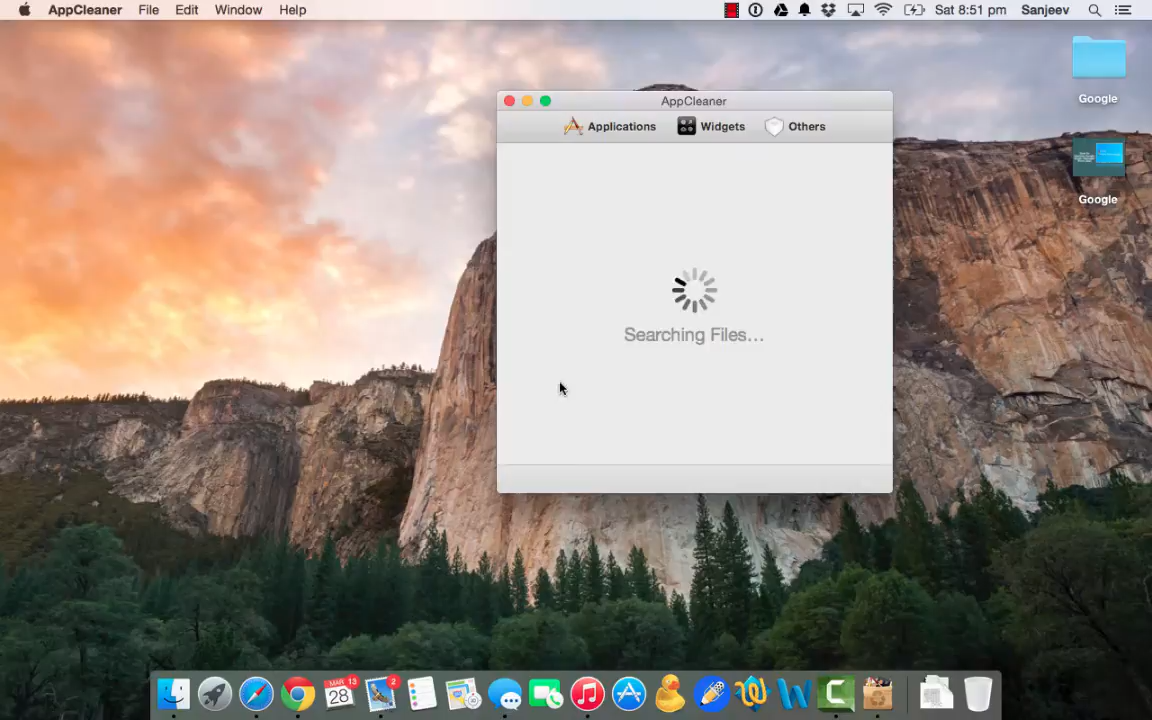 AppCleaner File Edit Window Help Sat 8:51 pm Sanjeev
Google
Google
AppCleaner
Applications Widgets Others
Searching Files...
MAR 13
28
2